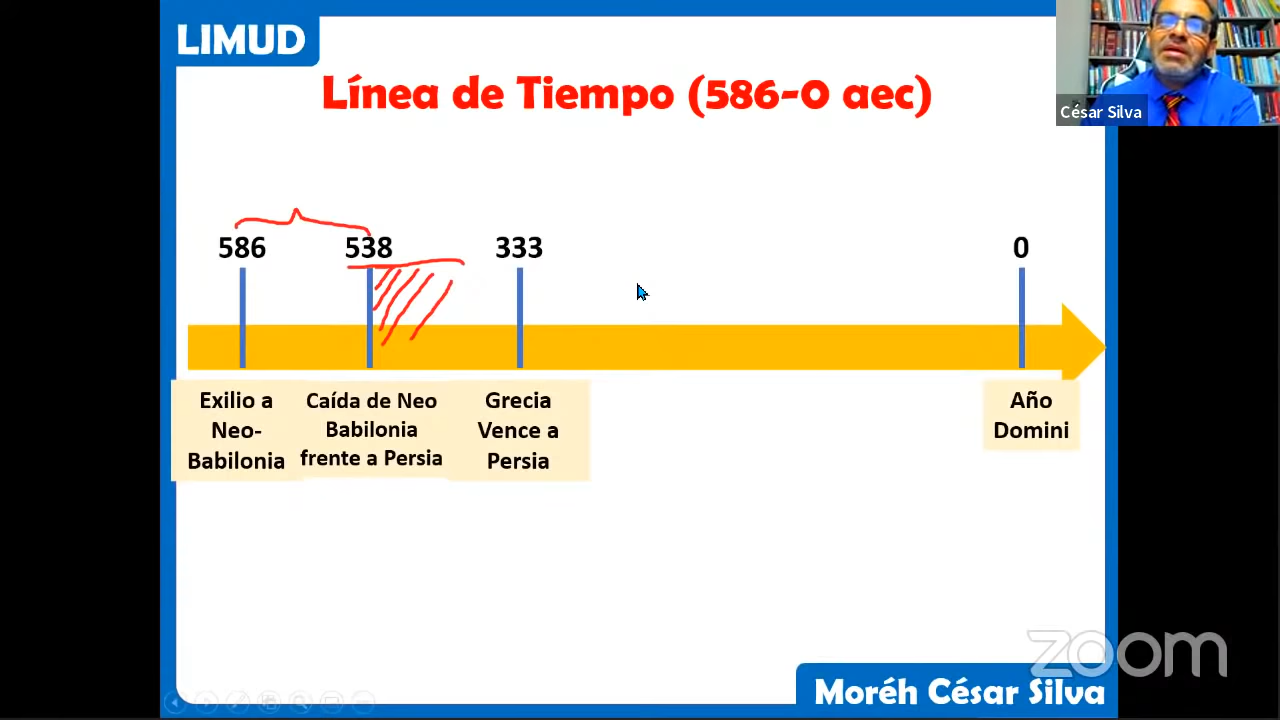 LIMUD
Línea de Tiempo (586-0 aec)
César Silva
586
538
333
0
Exilio a
Neo-
Babilonia
Caída de Neo
Babilonia
frente a Persia
Grecia
Vence a
Persia
Año
Domini
zoom
Moréh César Silva